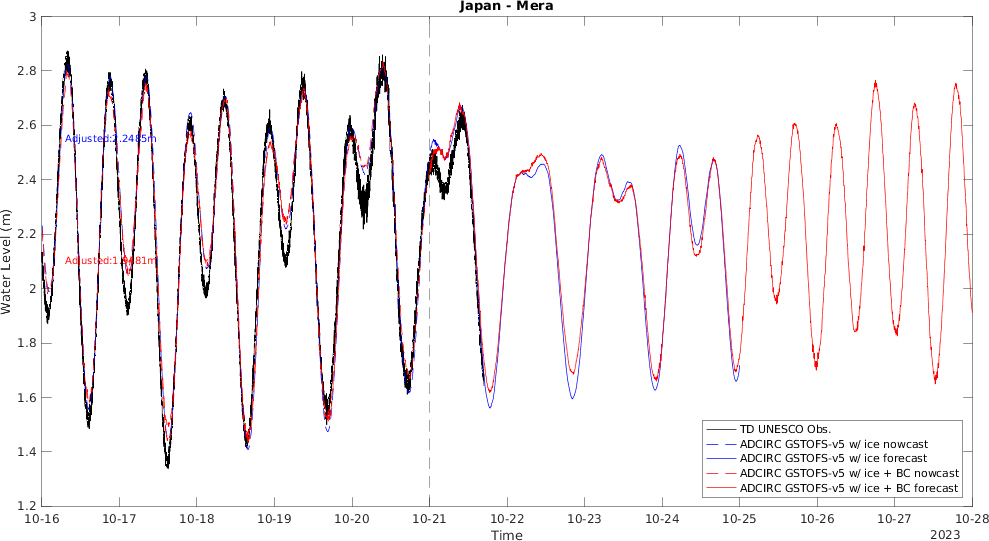 Japan - Mera
3
2.8
2.6
2.4
2.2
2
1.8
1.6
1.4
1.2
Water Level (m)
Adjusted:2.2485m
Adjusted:1.9681m
TD UNESCO Obs.
ADCIRC GSTOFS-v5 w/ ice nowcast
ADCIRC GSTOFS-v5 w/ ice forecast
ADCIRC GSTOFS-v5 w/ ice + BC nowcast
ADCIRC GSTOFS-v5 w/ ice + BC forecast
10-16 10-17 10-18 10-19 10-20 10-21 10-22 10-23 10-24 10-25 10-26 10-27 10-28
Time
2023